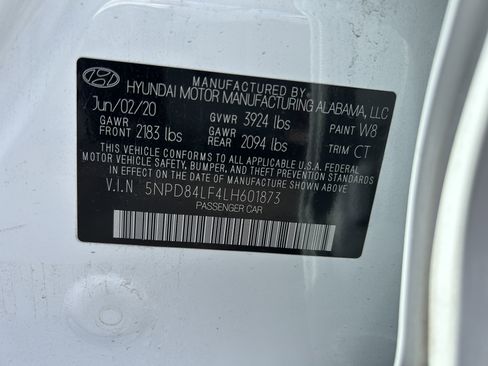 MANUFACTURED BY
HYUNDAI MOTOR MANUFACTURING ALABAMA, LLC
Jun/02/20 GVWR 3924 lbs PAINT W8
GAWR FRONT 2183 lbs GAWR REAR 2094 lbs TRIM CT
THIS VEHICLE CONFORMS TO ALL APPLICABLE U.S.A. FEDERAL
MOTOR VEHICLE SAFETY, BUMPER, AND THEFT PREVENTION STANDARDS
IN EFFECT ON THE DATE OF MANUFACTURE SHOWN ABOVE.
V.I.N 5NPD84LF4LH601873
PASSENGER CAR